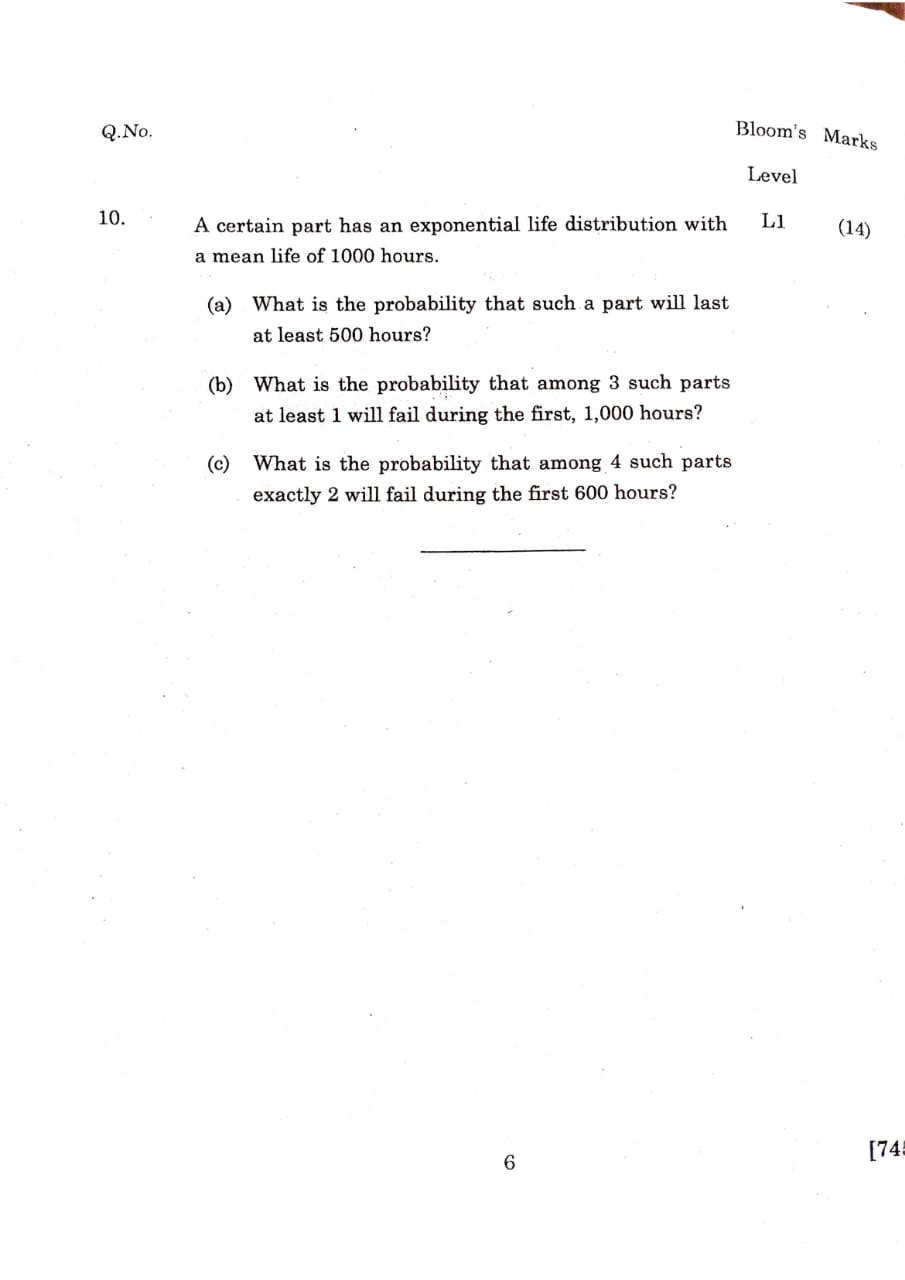 Q.No.
Bloom's Marks
Level
10. A certain part has an exponential life distribution with L1 (14)
a mean life of 1000 hours.
(a) What is the probability that such a part will last
at least 500 hours?
(b) What is the probability that among 3 such parts
at least 1 will fail during the first, 1,000 hours?
(c) What is the probability that among 4 such parts
exactly 2 will fail during the first 600 hours?
6